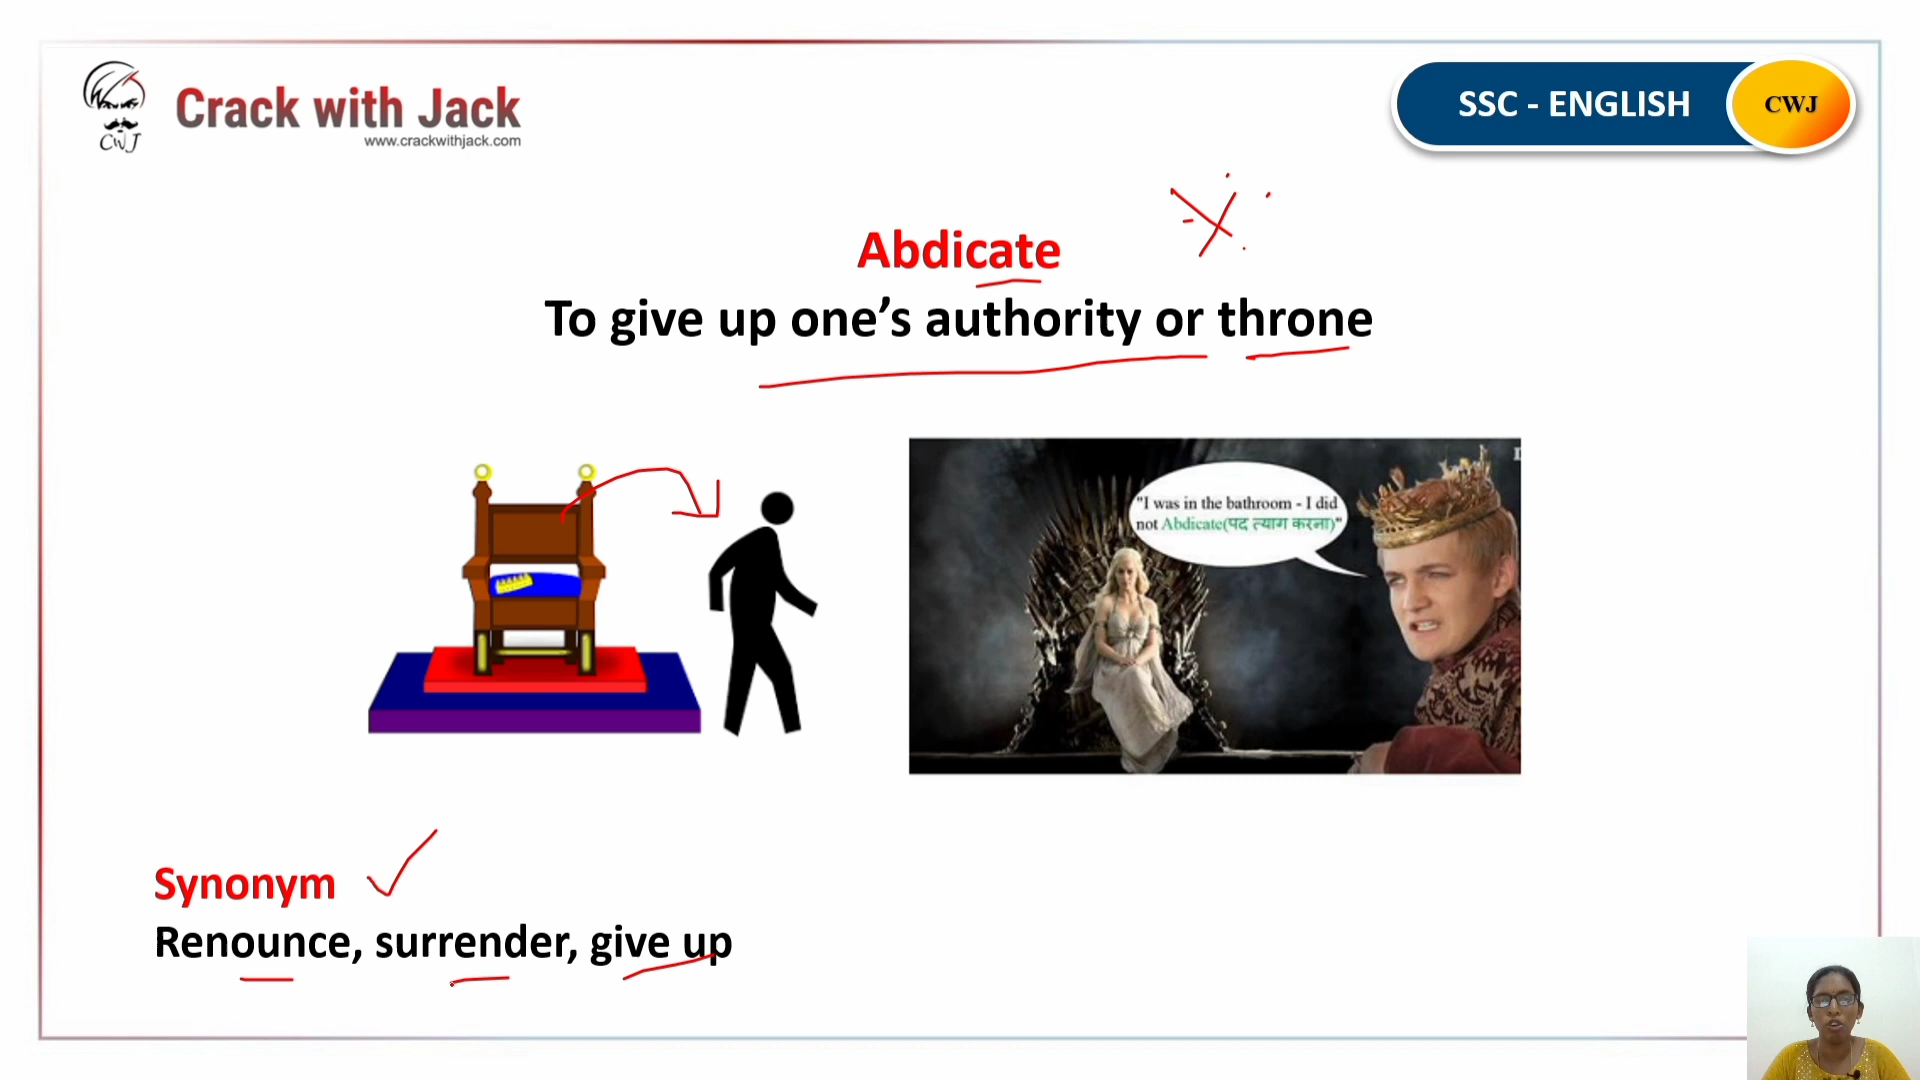 CWJ
Crack with Jack
www.crackwithjack.com
SSC - ENGLISH
CWJ
Abdicate
To give up one’s authority or throne
"I was in the bathroom - I did
not Abdicate(पद त्याग करना)"
Synonym
Renounce, surrender, give up